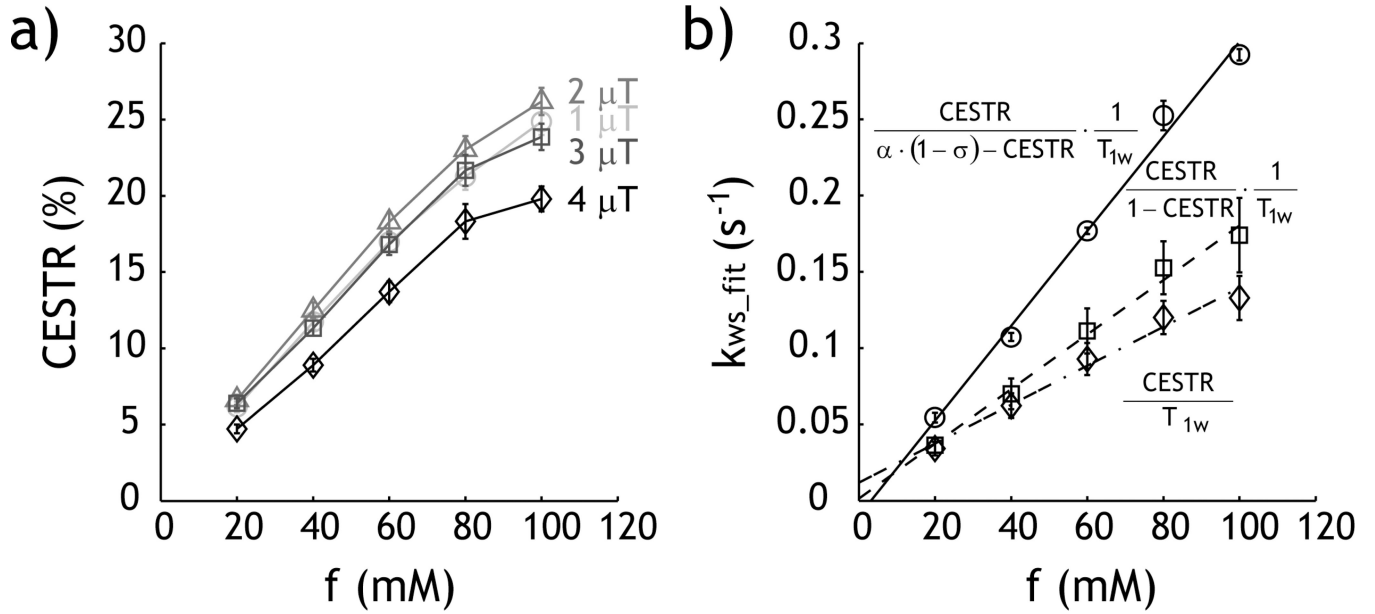 a)
30
25
20
15
10
5
0
CESTR (%)
2 μT
1 μT
3 μT
4 μT
20 40 60 80 100 120
f (mM)
b)
0.3
0.25
0.2
0.15
0.1
0.05
0
kws_fit (s-1)
CESTR 1
α·(1−σ)−CESTR · T1w
CESTR 1
1−CESTR · T1w
CESTR
T1w
0 20 40 60 80 100 120
f (mM)